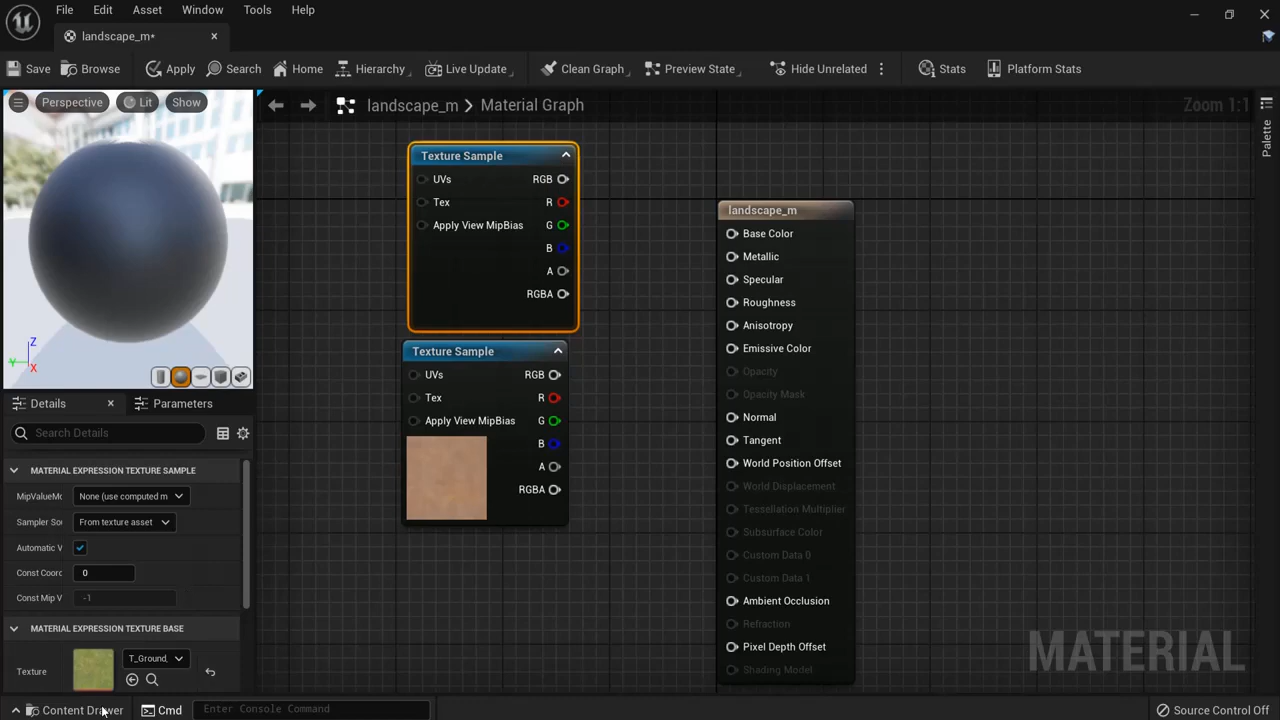 File Edit Asset Window Tools Help
landscape_m*
Save Browse Apply Search Home Hierarchy Live Update Clean Graph Preview State Hide Unrelated Stats Platform Stats
Perspective Lit Show
landscape_m Material Graph
Zoom 1:1
Palette
Texture Sample
UVs RGB
Tex R
Apply View MipBias G
B
A
RGBA
Texture Sample
UVs RGB
Tex R
Apply View MipBias G
B
A
RGBA
landscape_m
Base Color
Metallic
Specular
Roughness
Anisotropy
Emissive Color
Opacity
Opacity Mask
Normal
Tangent
World Position Offset
World Displacement
Tessellation Multiplier
Subsurface Color
Custom Data 0
Custom Data 1
Ambient Occlusion
Refraction
Pixel Depth Offset
Shading Model
MATERIAL
Z
Y
X
Details Parameters
Search Details
MATERIAL EXPRESSION TEXTURE SAMPLE
MipValueMo None (use computed m
Sampler Sou From texture asset
Automatic V
Const Coord 0
Const Mip V -1
MATERIAL EXPRESSION TEXTURE BASE
Texture T_Ground_
Content Drawer Cmd Enter Console Command Source Control Off